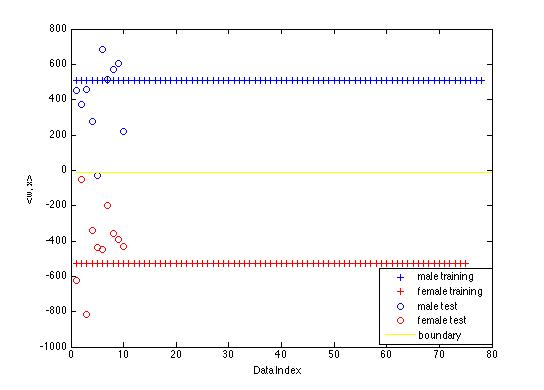 800
600
400
200
0
-200
-400
-600
-800
-1000
<w, x>
0
10
20
30
40
50
60
70
80
Data Index
male training
female training
male test
female test
boundary